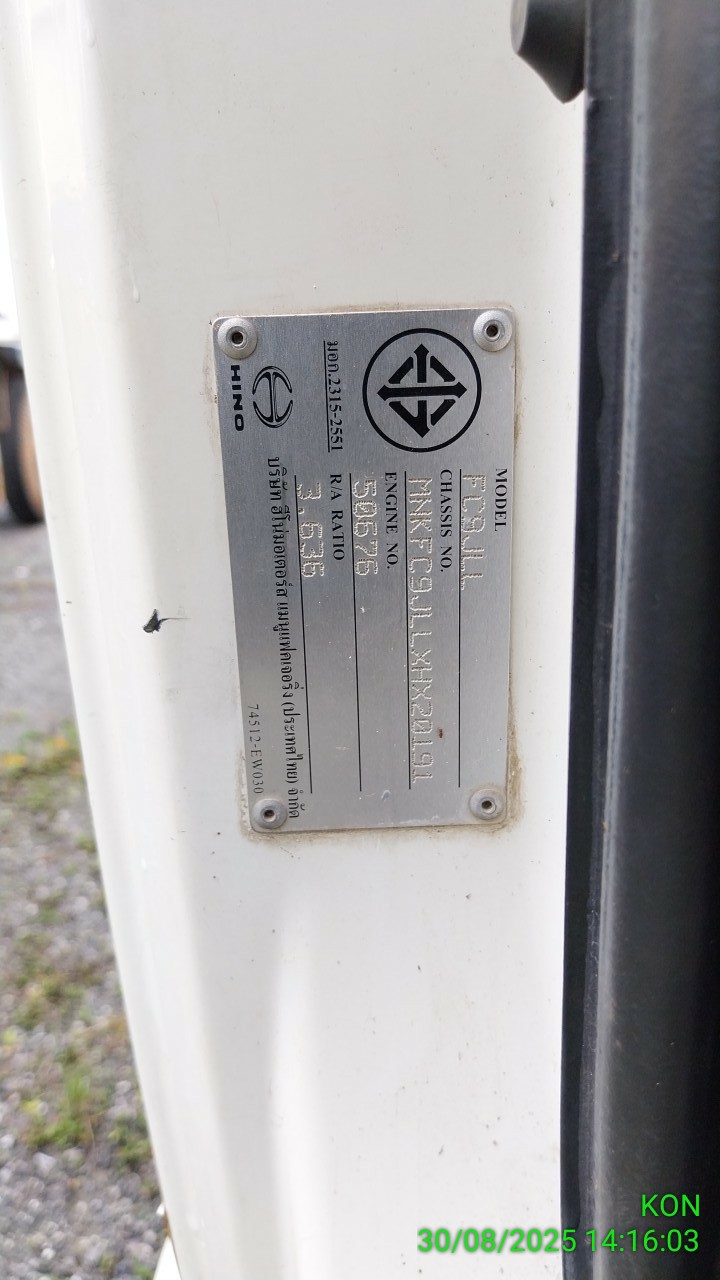 มอก.2315-2551
HINO
MODEL
FC9JLL
CHASSIS NO.
MNKFC9JLLXHX20191
ENGINE NO.
50676
R/A RATIO
3.636
บริษัท ฮีโน่มอเตอร์ส แมนูแฟคเจอริ่ง (ประเทศไทย) จำกัด
74512-EW030
KON
30/08/2025 14:16:03